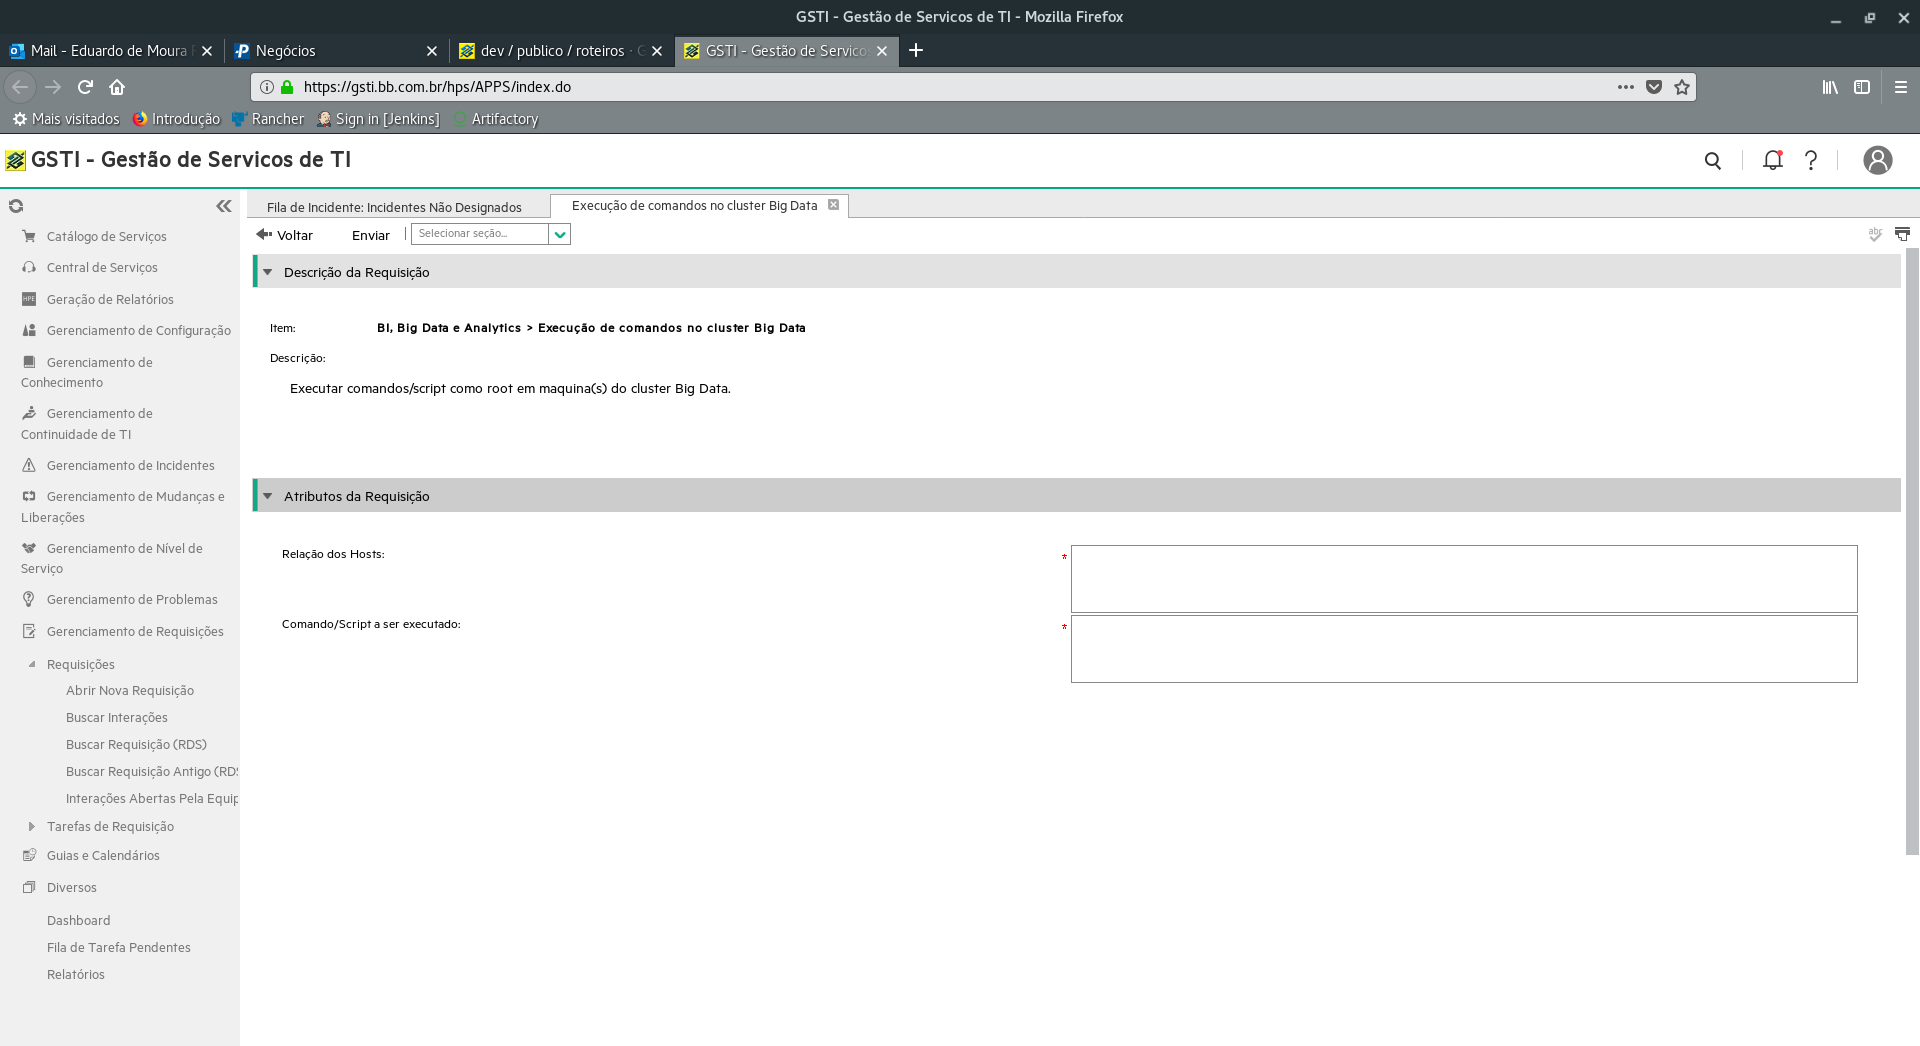 GSTI - Gestão de Servicos de TI - Mozilla Firefox
Mail - Eduardo de Moura
Negócios
dev / publico / roteiros ·
GSTI - Gestão de Servico
https://gsti.bb.com.br/hps/APPS/index.do
Mais visitados
Introdução
Rancher
Sign in [Jenkins]
Artifactory
GSTI - Gestão de Servicos de TI
Catálogo de Serviços
Central de Serviços
Geração de Relatórios
Gerenciamento de Configuração
Gerenciamento de
Conhecimento
Gerenciamento de
Continuidade de TI
Gerenciamento de Incidentes
Gerenciamento de Mudanças e
Liberações
Gerenciamento de Nível de
Serviço
Gerenciamento de Problemas
Gerenciamento de Requisições
Requisições
Abrir Nova Requisição
Buscar Interações
Buscar Requisição (RDS)
Buscar Requisição Antigo (RDS
Interações Abertas Pela Equip
Tarefas de Requisição
Guias e Calendários
Diversos
Dashboard
Fila de Tarefa Pendentes
Relatórios
Fila de Incidente: Incidentes Não Designados
Execução de comandos no cluster Big Data
Voltar
Enviar
Selecionar seção...
abc
Descrição da Requisição
Item:
BI, Big Data e Analytics > Execução de comandos no cluster Big Data
Descrição:
Executar comandos/script como root em maquina(s) do cluster Big Data.
Atributos da Requisição
Relação dos Hosts:
*
Comando/Script a ser executado:
*